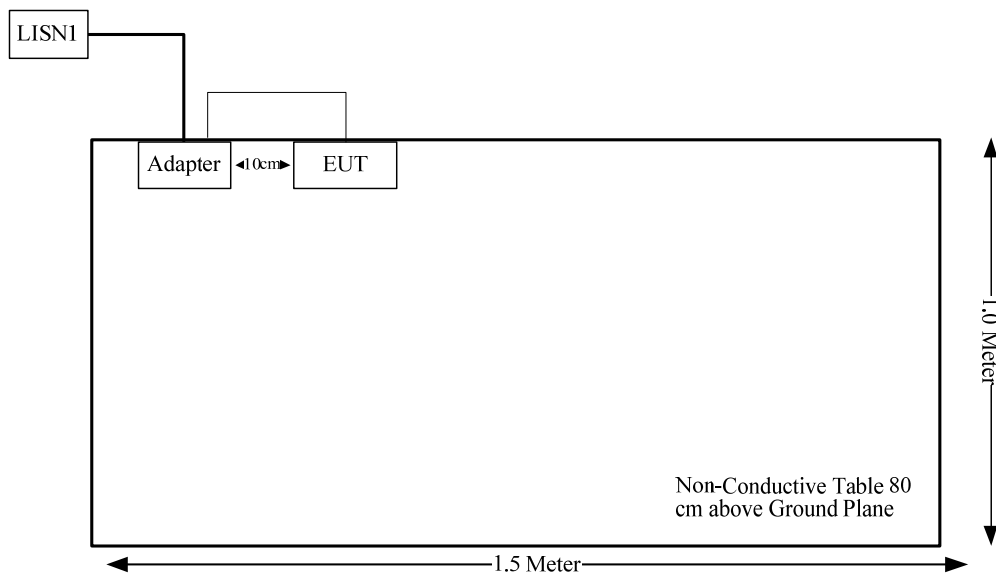 LISN1
Adapter
10cm
EUT
1.0 Meter
Non-Conductive Table 80
cm above Ground Plane
1.5 Meter